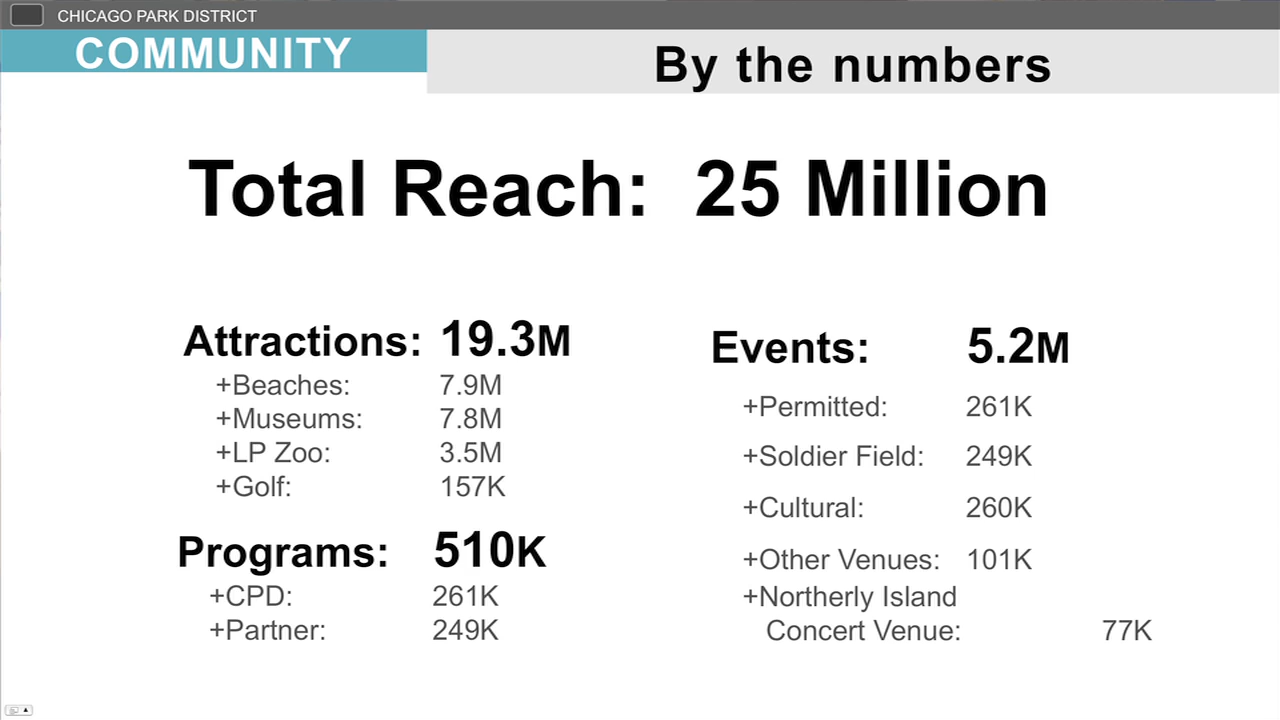 CHICAGO PARK DISTRICT
COMMUNITY
By the numbers
Total Reach: 25 Million
Attractions: 19.3M
+Beaches: 7.9M
+Museums: 7.8M
+LP Zoo: 3.5M
+Golf: 157K
Programs: 510K
+CPD: 261K
+Partner: 249K
Events: 5.2M
+Permitted: 261K
+Soldier Field: 249K
+Cultural: 260K
+Other Venues: 101K
+Northerly Island
Concert Venue: 77K